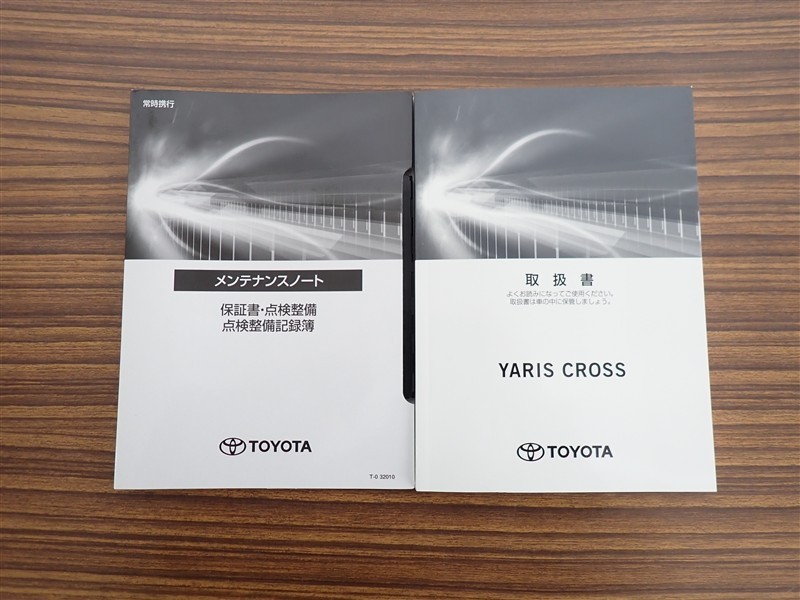 常時携行
メンテナンスノート
保証書・点検整備
点検整備記録簿
TOYOTA
T-0 32010
取扱書
よくお読みになってご使用ください。
取扱書は車の中に保管しましょう。
YARIS CROSS
TOYOTA